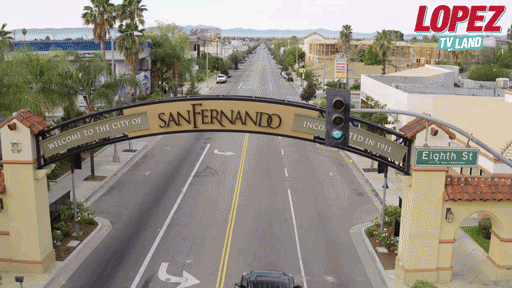 LOPEZ
TV LAND
WELCOME TO THE CITY OF
SAN FERNANDO
INCORPORATED IN 1911
Eighth St